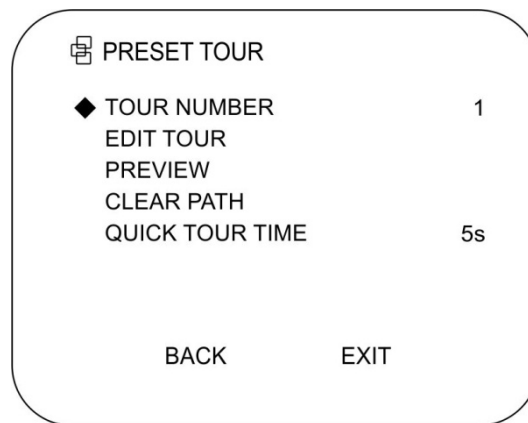 PRESET TOUR
TOUR NUMBER 1
EDIT TOUR
PREVIEW
CLEAR PATH
QUICK TOUR TIME 5s
BACK EXIT